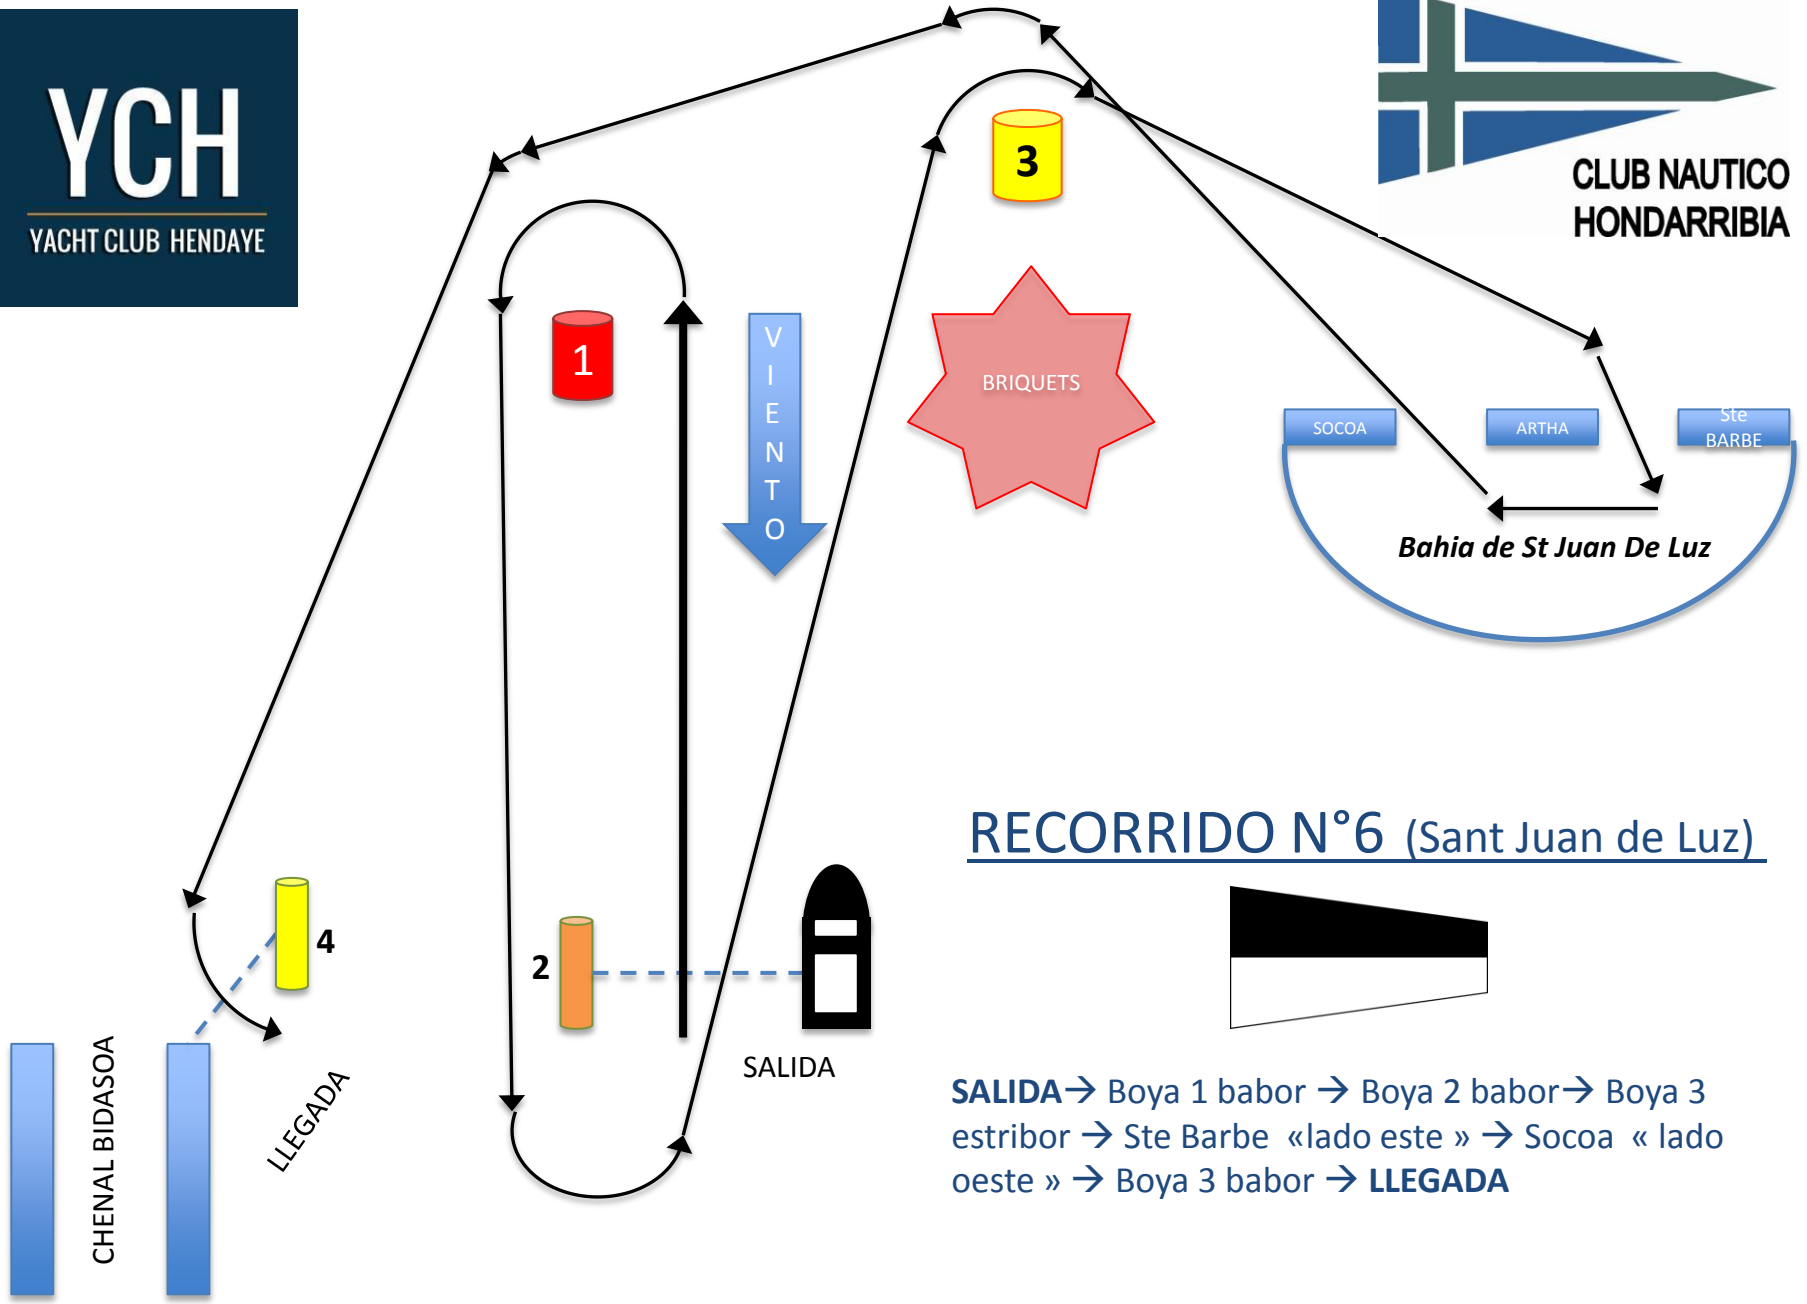 YCH
YACHT CLUB HENDAYE
CLUB NAUTICO
HONDARRIBIA
3
1
VIENTO
BRIQUETS
SOCOA
ARTHA
Ste
BARBE
Bahia de St Juan De Luz
RECORRIDO N°6 (Sant Juan de Luz)
4
2
SALIDA
CHENAL BIDASOA
LLEGADA
SALIDA→ Boya 1 babor → Boya 2 babor→ Boya 3
estribor → Ste Barbe «lado este » → Socoa « lado
oeste » → Boya 3 babor → LLEGADA